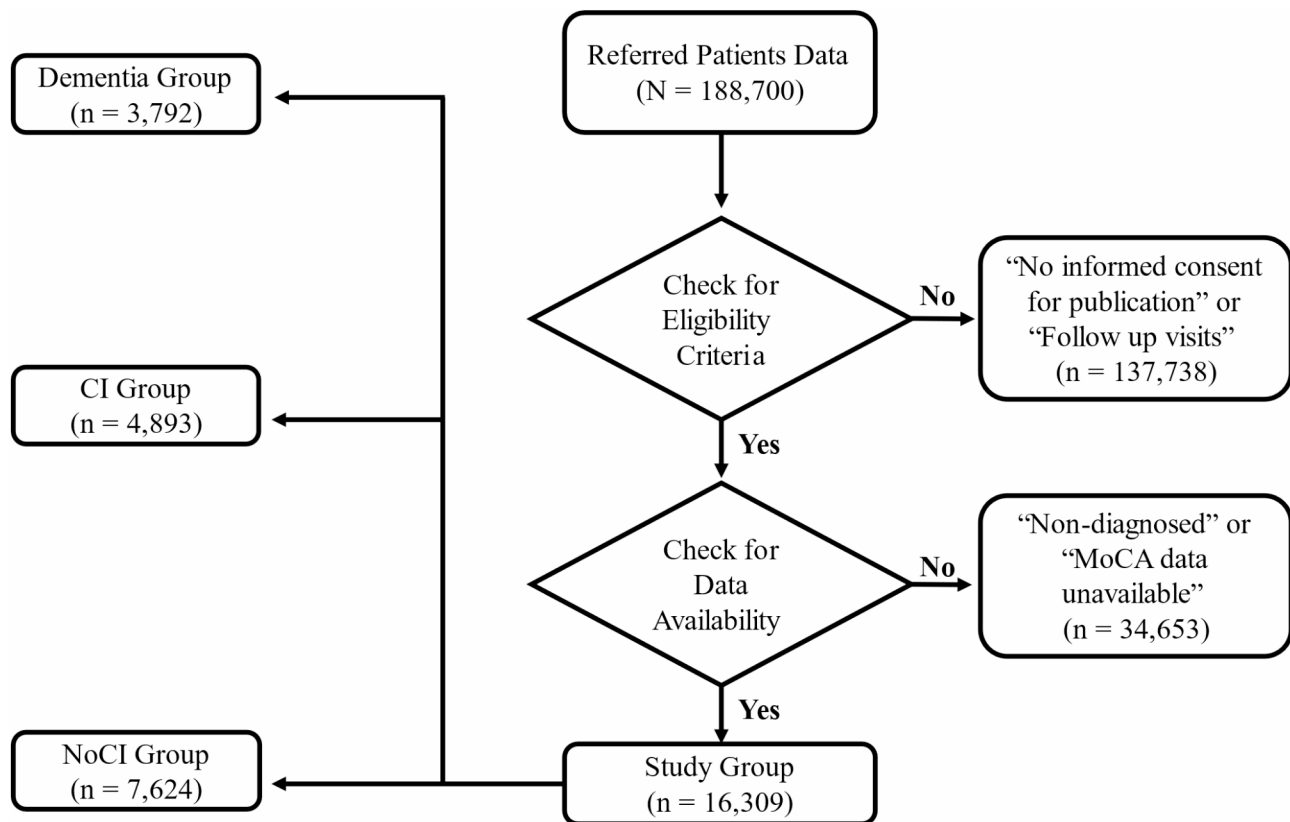 Referred Patients Data
(N = 188,700)
Check for
Eligibility
Criteria
No
“No informed consent
for publication” or
“Follow up visits”
(n = 137,738)
Yes
Check for
Data
Availability
No
“Non-diagnosed” or
“MoCA data
unavailable”
(n = 34,653)
Yes
Study Group
(n = 16,309)
Dementia Group
(n = 3,792)
CI Group
(n = 4,893)
NoCI Group
(n = 7,624)